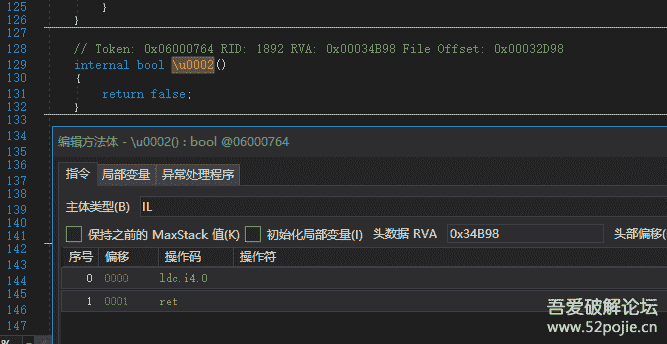 125
}
126
}
127
128 // Token: 0x06000764 RID: 1892 RVA: 0x00034B98 File Offset: 0x00032D98
129 internal bool \u0002()
130 {
131 return false;
132 }
133
134 编辑方法体 - \u0002() : bool @06000764
135
136 指令 局部变量 异常处理程序
137
138
139 主体类型(B) IL
140
141 保持之前的 MaxStack 值(K) 初始化局部变量(I) 头数据 RVA 0x34B98 头部偏移(
142 序号 偏移 操作码 操作符
143
144 0 0000 ldc.i4.0
145
146 1 0001 ret
147
吾爱破解论坛
www.52pojie.cn
%